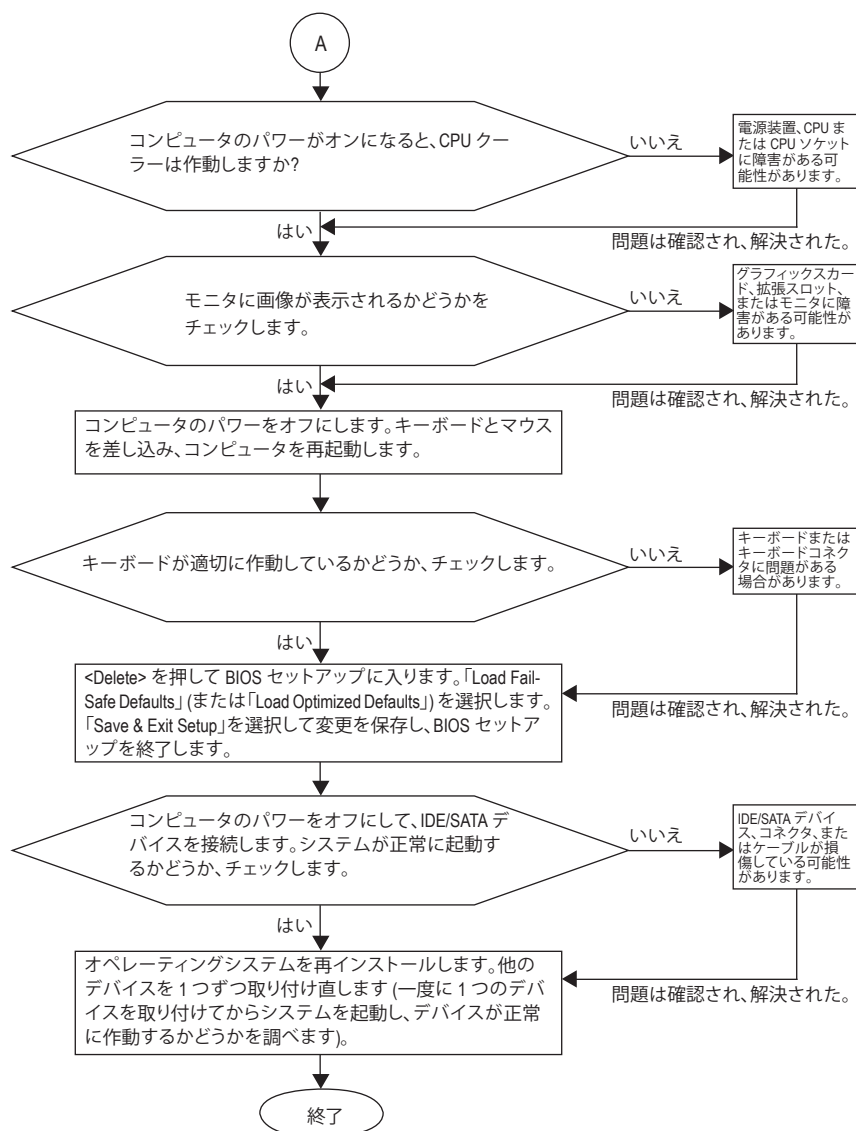 A
コンピュータのパワーがオンになると、CPU クー
ラーは作動しますか?
いいえ
電源装置、CPU ま
たは CPU ソケット
に障害がある可
能性があります。
はい
問題は確認され、解決された。
モニタに画像が表示されるかどうかを
チェックします。
いいえ
グラフィックスカー
ド、拡張スロット、
またはモニタに障
害がある可能性が
あります。
はい
問題は確認され、解決された。
コンピュータのパワーをオフにします。キーボードとマウス
を差し込み、コンピュータを再起動します。
キーボードが適切に作動しているかどうか、チェックします。
いいえ
キーボードまたは
キーボードコネク
タに問題がある
場合があります。
はい
<Delete> を押して BIOS セットアップに入ります。「Load Fail-
Safe Defaults」 (または「Load Optimized Defaults」) を選択します。
「Save & Exit Setup」を選択して変更を保存し、BIOS セットア
ップを終了します。
問題は確認され、解決された。
コンピュータのパワーをオフにして、IDE/SATA デ
バイスを接続します。システムが正常に起動す
るかどうか、チェックします。
いいえ
IDE/SATA デバイ
ス、コネクタ、また
はケーブルが損
傷している可能性
があります。
はい
オペレーティングシステムを再インストールします。他の
デバイスを 1 つずつ取り付け直します (一度に 1 つのデバ
イスを取り付けてからシステムを起動し、デバイスが正常
に作動するかどうかを調べます)。
問題は確認され、解決された。
終了